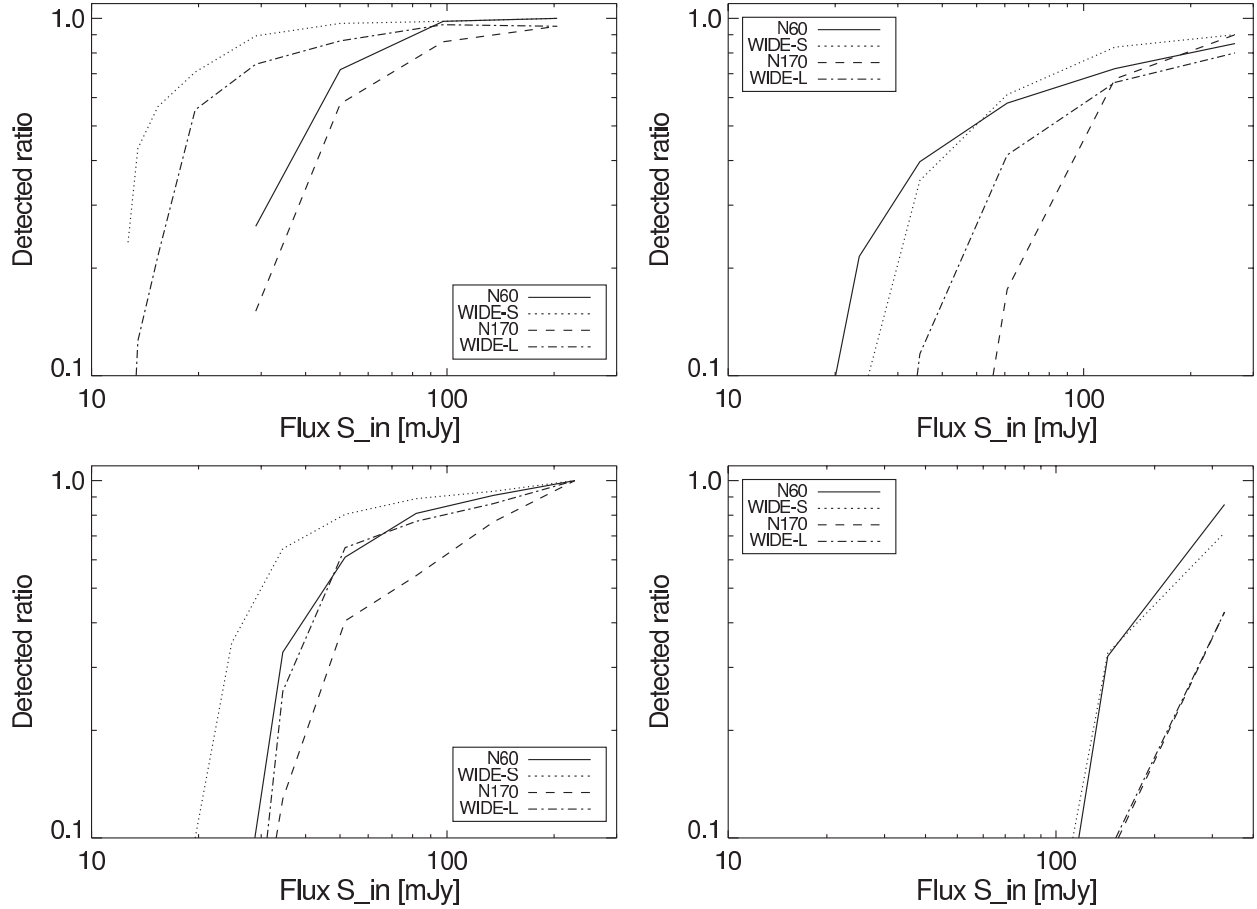 1.0
Detected ratio
0.1
10
100
Flux S_in [mJy]
N60
WIDE-S
N170
WIDE-L
1.0
Detected ratio
0.1
10
100
Flux S_in [mJy]
N60
WIDE-S
N170
WIDE-L
1.0
Detected ratio
0.1
10
100
Flux S_in [mJy]
N60
WIDE-S
N170
WIDE-L
1.0
Detected ratio
0.1
10
100
Flux S_in [mJy]
N60
WIDE-S
N170
WIDE-L